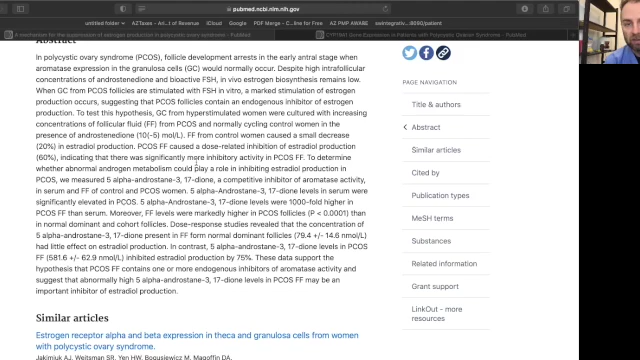 pubmed.ncbi.nlm.nih.gov
untitled folder
iCloud
Google
AZ PMP AWARE
A mechanism for the suppression of estrogen production in polycystic ovary syndrome - PubMed
CYP11A1 Gene Expression in Patients with Polycystic Ovarian Syndrome - PubMed
Abstract
In polycystic ovary syndrome (PCOS), follicle development arrests in the early antral stage when
aromatase expression in the granulosa cells (GC) would normally occur. Despite high intrafollicular
concentrations of androstenedione and bioactive FSH, in vivo estrogen biosynthesis remains low.
When GC from PCOS follicles are stimulated with FSH in vitro, a marked stimulation of estrogen
production occurs, suggesting that PCOS follicles contain an endogenous inhibitor of estrogen
production. To test this hypothesis, GC from hyperstimulated women were cultured with increasing
concentrations of follicular fluid (FF) from PCOS and normally cycling control women in the
presence of androstenedione (10(-5) mol/L). FF from control women caused a small decrease
(20%) in estradiol production. PCOS FF caused a dose-related inhibition of estradiol production
(60%), indicating that there was significantly more inhibitory activity in PCOS FF. To determine
whether abnormal androgen metabolism could play a role in inhibiting estradiol production in
PCOS, we measured 5 alpha-androstane-3, 17-dione, a competitive inhibitor of aromatase activity,
in serum and FF of control and PCOS women. 5 alpha-androstane-3, 17-dione levels in serum were
significantly elevated in PCOS. 5 alpha-Androstane-3, 17-dione levels were 1000-fold higher in
PCOS FF than serum. Moreover, FF levels were markedly higher in PCOS follicles (P < 0.0001) than
in normal dominant and cohort follicles. Dose-response studies revealed that the concentration of
5 alpha-androstane-3, 17-dione present in FF form normal dominant follicles (79.4 +/- 14.6 nmol/L)
had little effect on estradiol production. In contrast, 5 alpha-androstane-3, 17-dione levels in PCOS
FF (581.6 +/- 62.9 nmol/L) inhibited estradiol production by 75%. These data support the
hypothesis that PCOS FF contains one or more endogenous inhibitors of aromatase activity and
suggest that abnormally high 5 alpha-androstane-3, 17-dione levels in PCOS FF may be an
important inhibitor of estradiol production.
Similar articles
Estrogen receptor alpha and beta expression in theca and granulosa cells from women
with polycystic ovary syndrome.
Jakimiuk AJ, Weitsman SR, Yen HW, Bogusiewicz M, Magoffin DA.
PAGE NAVIGATION
Title & authors
Abstract
Similar articles
Cited by
Publication types
MeSH terms
Substances
Related information
Grant support
LinkOut - more
resources